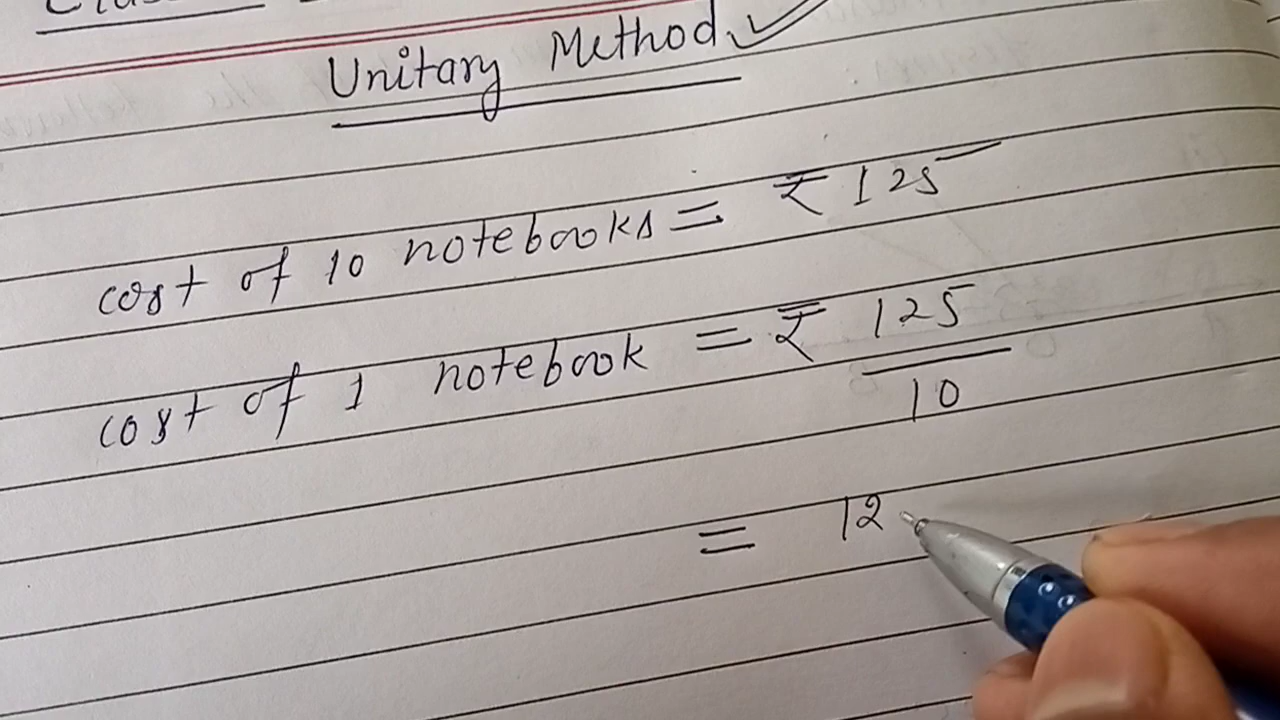 Unitary Method
cost of 10 notebooks = ₹ 125
cost of 1 notebook = ₹ 125
10
= 12